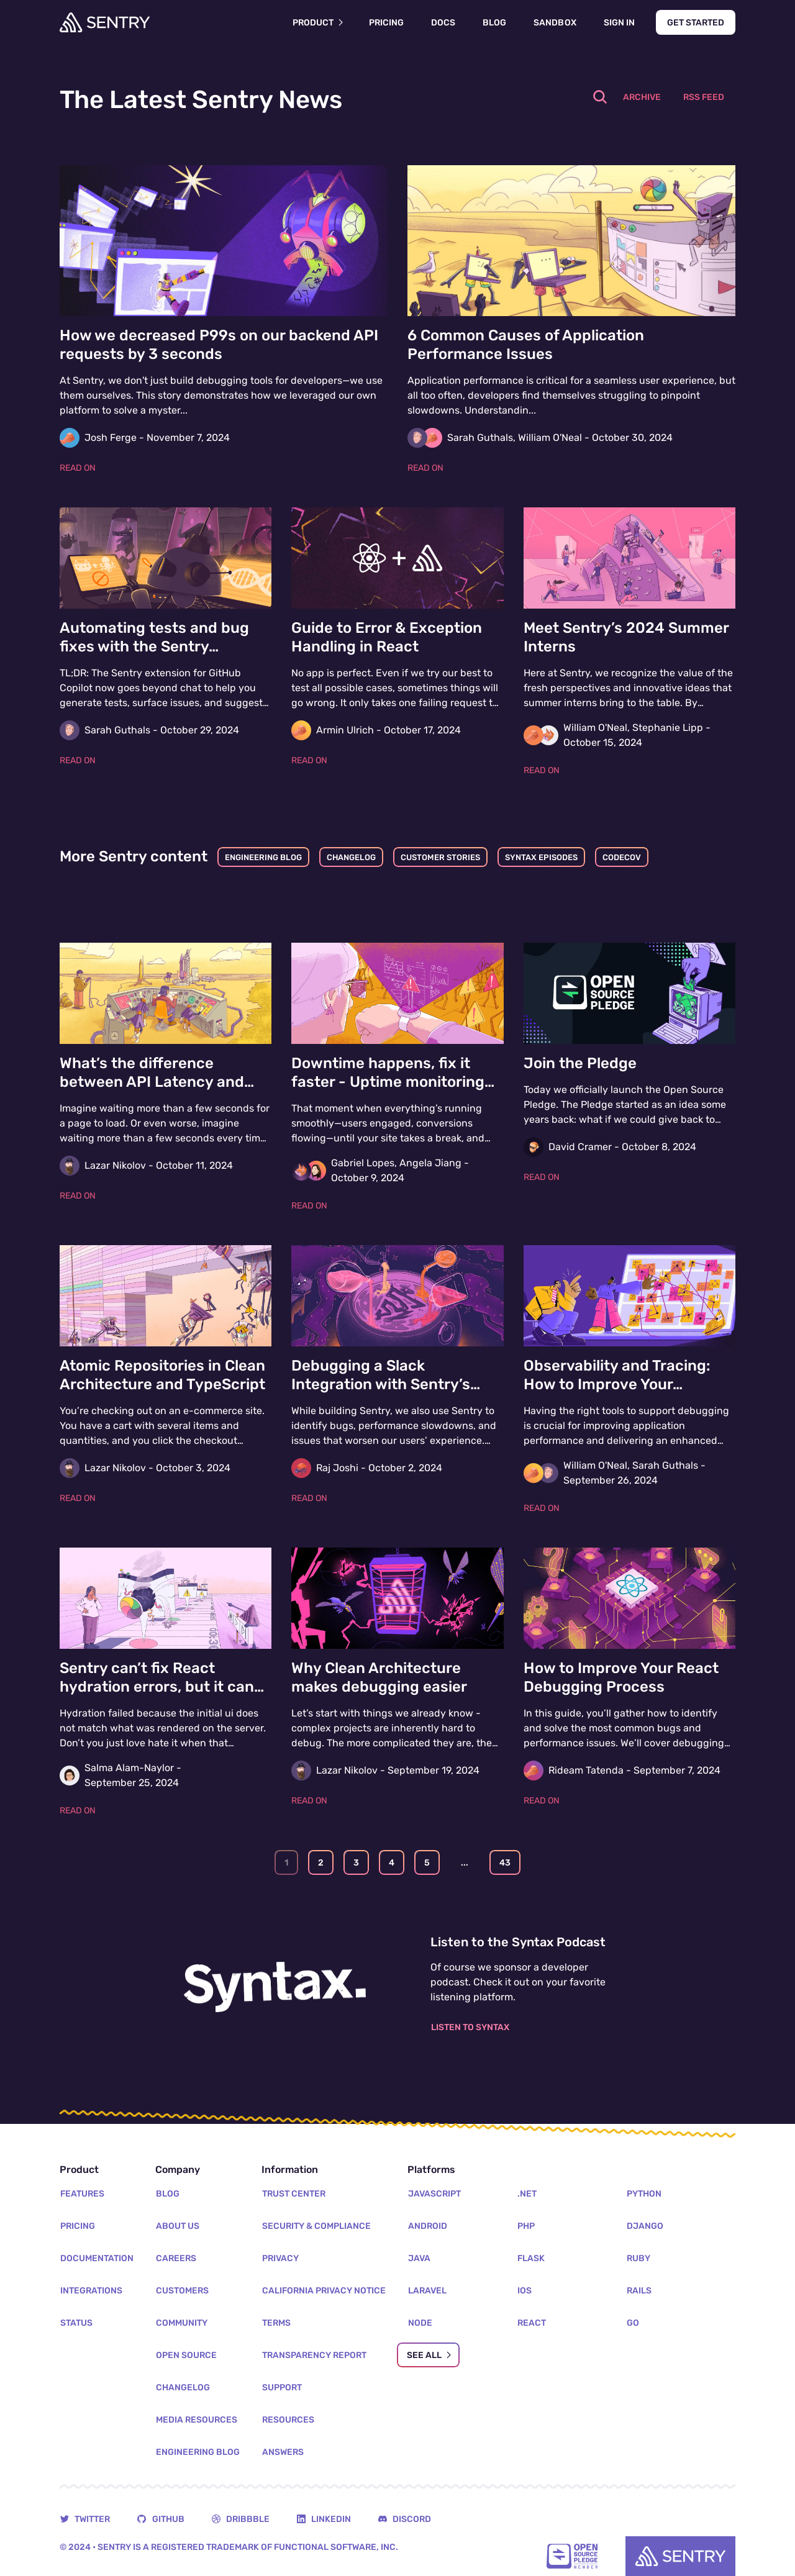 SENTRY
PRODUCT
PRICING
DOCS
BLOG
SANDBOX
SIGN IN
GET STARTED
The Latest Sentry News
ARCHIVE
RSS FEED
How we decreased P99s on our backend API
requests by 3 seconds
At Sentry, we don't just build debugging tools for developers—we use
them ourselves. This story demonstrates how we leveraged our own
platform to solve a myster...
Josh Ferge - November 7, 2024
READ ON
6 Common Causes of Application
Performance Issues
Application performance is critical for a seamless user experience, but
all too often, developers find themselves struggling to pinpoint
slowdowns. Understandin...
Sarah Guthals, William O'Neal - October 30, 2024
READ ON
Automating tests and bug
fixes with the Sentry...
TL;DR: The Sentry extension for GitHub
Copilot now goes beyond chat to help you
generate tests, surface issues, and suggest...
Sarah Guthals - October 29, 2024
READ ON
Guide to Error & Exception
Handling in React
No app is perfect. Even if we try our best to
test all possible cases, sometimes things will
go wrong. It only takes one failing request t...
Armin Ulrich - October 17, 2024
READ ON
Meet Sentry's 2024 Summer
Interns
Here at Sentry, we recognize the value of the
fresh perspectives and innovative ideas that
summer interns bring to the table. By...
William O'Neal, Stephanie Lipp -
October 15, 2024
READ ON
More Sentry content
ENGINEERING BLOG
CHANGELOG
CUSTOMER STORIES
SYNTAX EPISODES
CODECOV
What's the difference
between API Latency and...
Imagine waiting more than a few seconds for
a page to load. Or even worse, imagine
waiting more than a few seconds every tim...
Lazar Nikolov - October 11, 2024
READ ON
Downtime happens, fix it
faster - Uptime monitoring...
That moment when everything's running
smoothly—users engaged, conversions
flowing—until your site takes a break, and...
Gabriel Lopes, Angela Jiang -
October 9, 2024
READ ON
OPEN
SOURCE
PLEDGE
Join the Pledge
Today we officially launch the Open Source
Pledge. The Pledge started as an idea some
years back: what if we could give back to...
David Cramer - October 8, 2024
READ ON
Atomic Repositories in Clean
Architecture and TypeScript
You're checking out on an e-commerce site.
You have a cart with several items and
quantities, and you click the checkout...
Lazar Nikolov - October 3, 2024
READ ON
Debugging a Slack
Integration with Sentry's...
While building Sentry, we also use Sentry to
identify bugs, performance slowdowns, and
issues that worsen our users' experience....
Raj Joshi - October 2, 2024
READ ON
Observability and Tracing:
How to Improve Your...
Having the right tools to support debugging
is crucial for improving application
performance and delivering an enhanced...
William O'Neal, Sarah Guthals -
September 26, 2024
READ ON
Sentry can't fix React
hydration errors, but it can...
Hydration failed because the initial ui does
not match what was rendered on the server.
Don't you just love hate it when that...
Salma Alam-Naylor -
September 25, 2024
READ ON
Why Clean Architecture
makes debugging easier
Let's start with things we already know -
complex projects are inherently hard to
debug. The more complicated they are, the...
Lazar Nikolov - September 19, 2024
READ ON
How to Improve Your React
Debugging Process
In this guide, you'll gather how to identify
and solve the most common bugs and
performance issues. We'll cover debugging...
Rideam Tatenda - September 7, 2024
READ ON
1
2
3
4
5
...
43
Syntax.
Listen to the Syntax Podcast
Of course we sponsor a developer
podcast. Check it out on your favorite
listening platform.
LISTEN TO SYNTAX
Product
FEATURES
PRICING
DOCUMENTATION
INTEGRATIONS
STATUS
Company
BLOG
ABOUT US
CAREERS
CUSTOMERS
COMMUNITY
OPEN SOURCE
CHANGELOG
MEDIA RESOURCES
ENGINEERING BLOG
Information
TRUST CENTER
SECURITY & COMPLIANCE
PRIVACY
CALIFORNIA PRIVACY NOTICE
TERMS
TRANSPARENCY REPORT
SUPPORT
RESOURCES
ANSWERS
Platforms
JAVASCRIPT
ANDROID
JAVA
LARAVEL
NODE
SEE ALL
.NET
PHP
FLASK
IOS
REACT
PYTHON
DJANGO
RUBY
RAILS
GO
TWITTER
GITHUB
DRIBBBLE
LINKEDIN
DISCORD
© 2024 • SENTRY IS A REGISTERED TRADEMARK OF FUNCTIONAL SOFTWARE, INC.
OPEN
SOURCE
PLEDGE
MEMBER
SENTRY